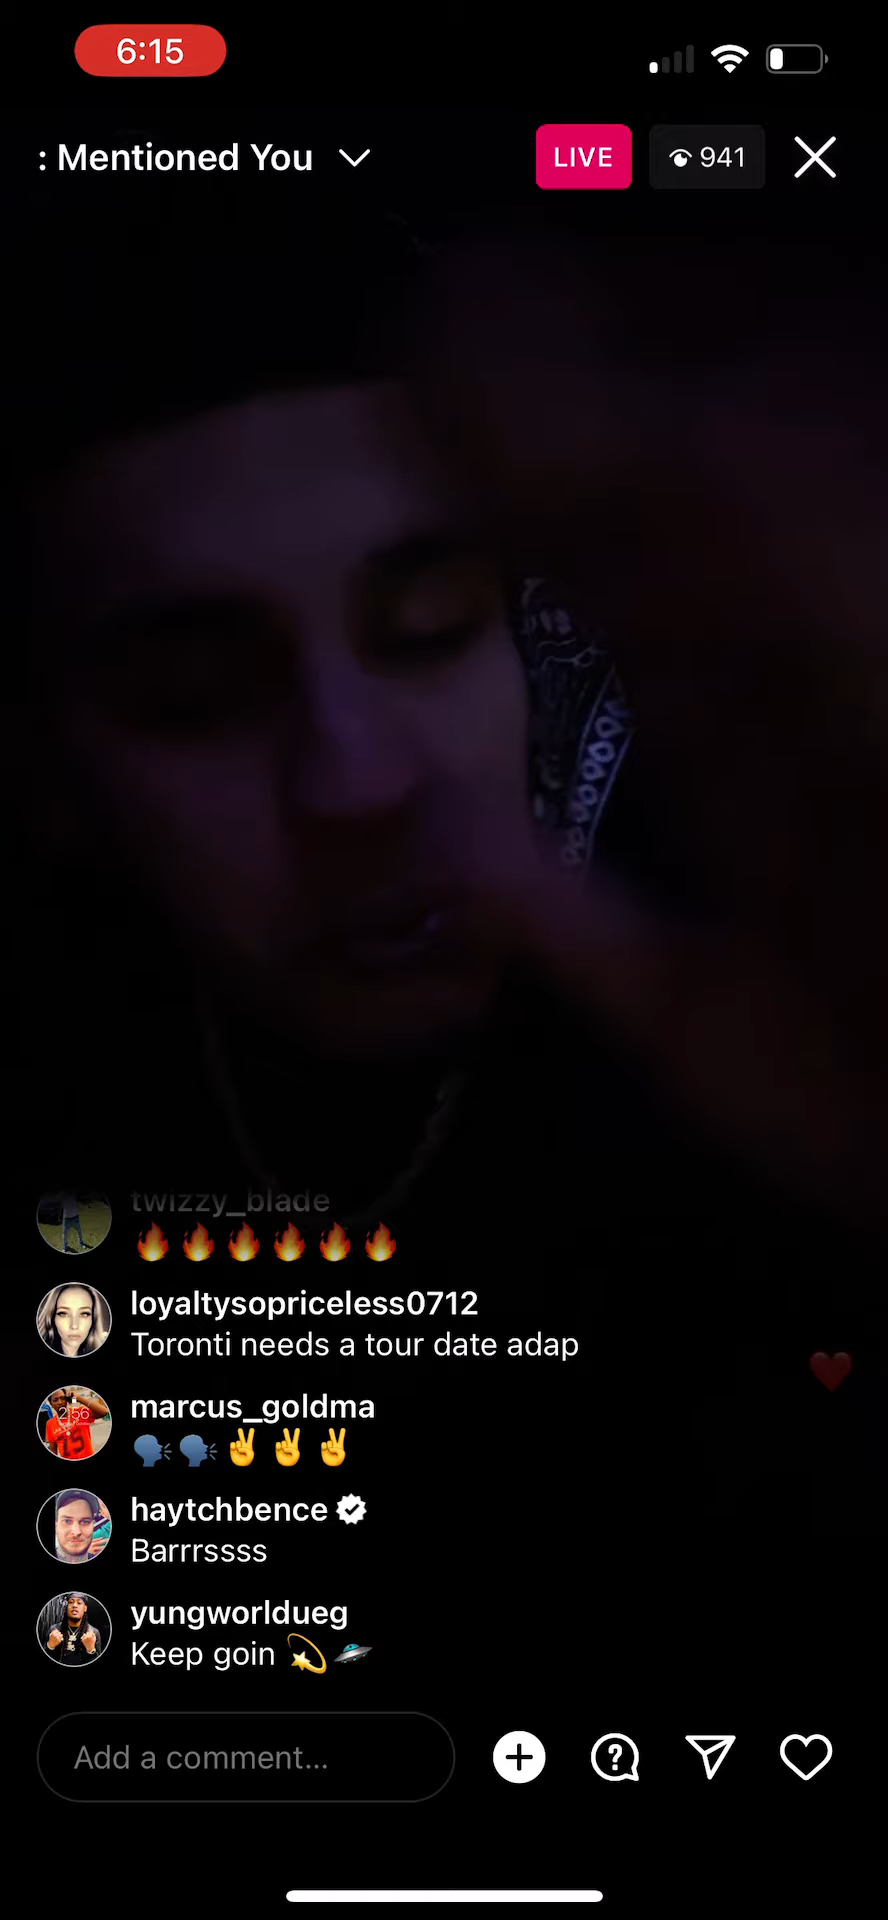 6:15
: Mentioned You
LIVE
941
twizzy_blade
🔥🔥🔥🔥🔥🔥
loyaltysopriceless0712
Toronti needs a tour date adap
marcus_goldma
🗣️🗣️✌️✌️✌️
haytchbence
Barrrssss
yungworldueg
Keep goin 💫🛸
Add a comment...